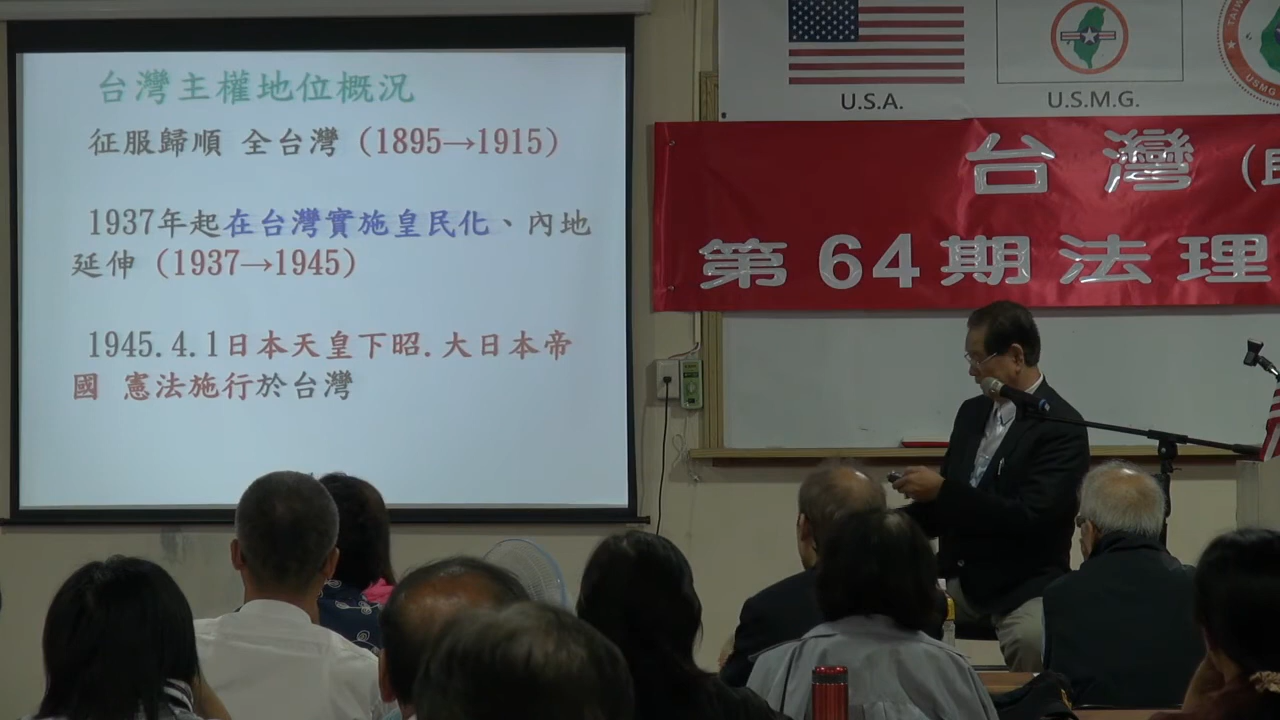 台灣主權地位概況
征服歸順 全台灣 (1895→1915)
1937年起在台灣實施皇民化、內地
延伸 (1937→1945)
1945.4.1日本天皇下昭.大日本帝
國 憲法施行於台灣
U.S.A.
U.S.M.G.
台灣(
第64期法理